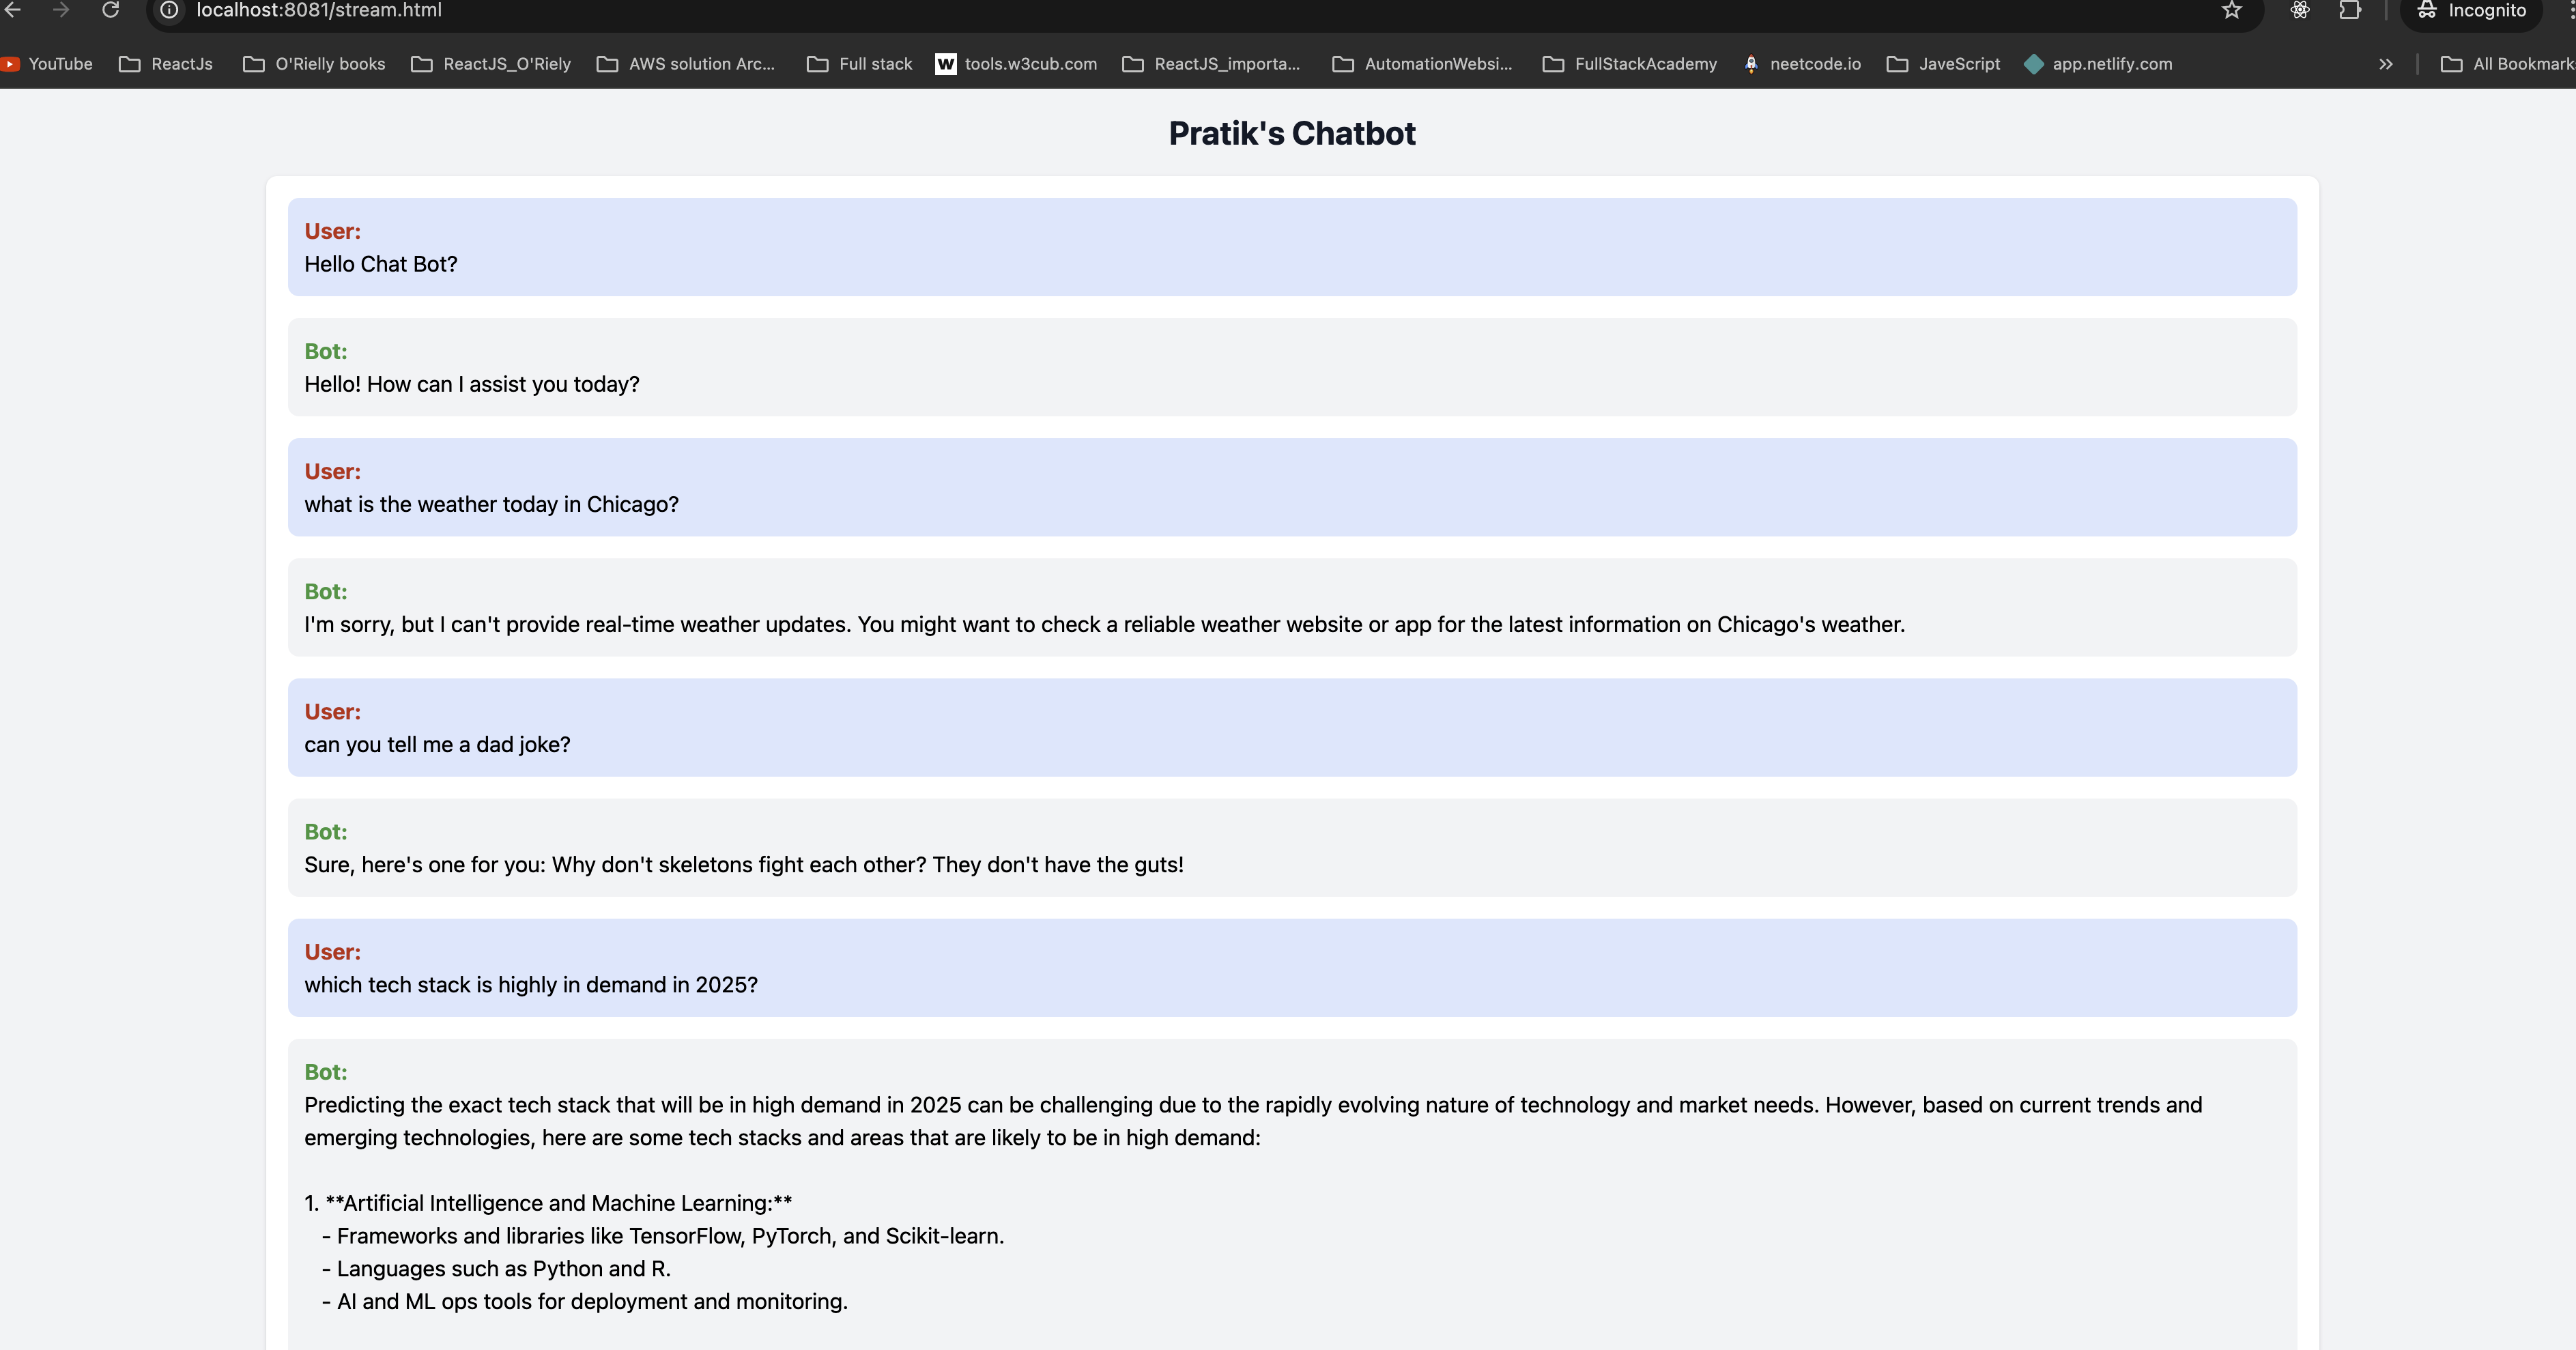 localhost:8081/stream.html
Incognito
YouTube
ReactJs
O'Rielly books
ReactJS_O'Riely
AWS solution Arc...
Full stack
W tools.w3cub.com
ReactJS_importa...
AutomationWebsi...
FullStackAcademy
neetcode.io
JaveScript
app.netlify.com
»
All Bookmark
Pratik's Chatbot
User:
Hello Chat Bot?
Bot:
Hello! How can I assist you today?
User:
what is the weather today in Chicago?
Bot:
I'm sorry, but I can't provide real-time weather updates. You might want to check a reliable weather website or app for the latest information on Chicago's weather.
User:
can you tell me a dad joke?
Bot:
Sure, here's one for you: Why don't skeletons fight each other? They don't have the guts!
User:
which tech stack is highly in demand in 2025?
Bot:
Predicting the exact tech stack that will be in high demand in 2025 can be challenging due to the rapidly evolving nature of technology and market needs. However, based on current trends and
emerging technologies, here are some tech stacks and areas that are likely to be in high demand:
1. **Artificial Intelligence and Machine Learning:**
- Frameworks and libraries like TensorFlow, PyTorch, and Scikit-learn.
- Languages such as Python and R.
- AI and ML ops tools for deployment and monitoring.